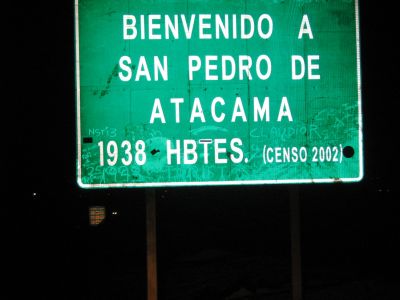 BIENVENIDO A
SAN PEDRO DE
ATACAMA
1938 HBTES. (CENSO 2002)